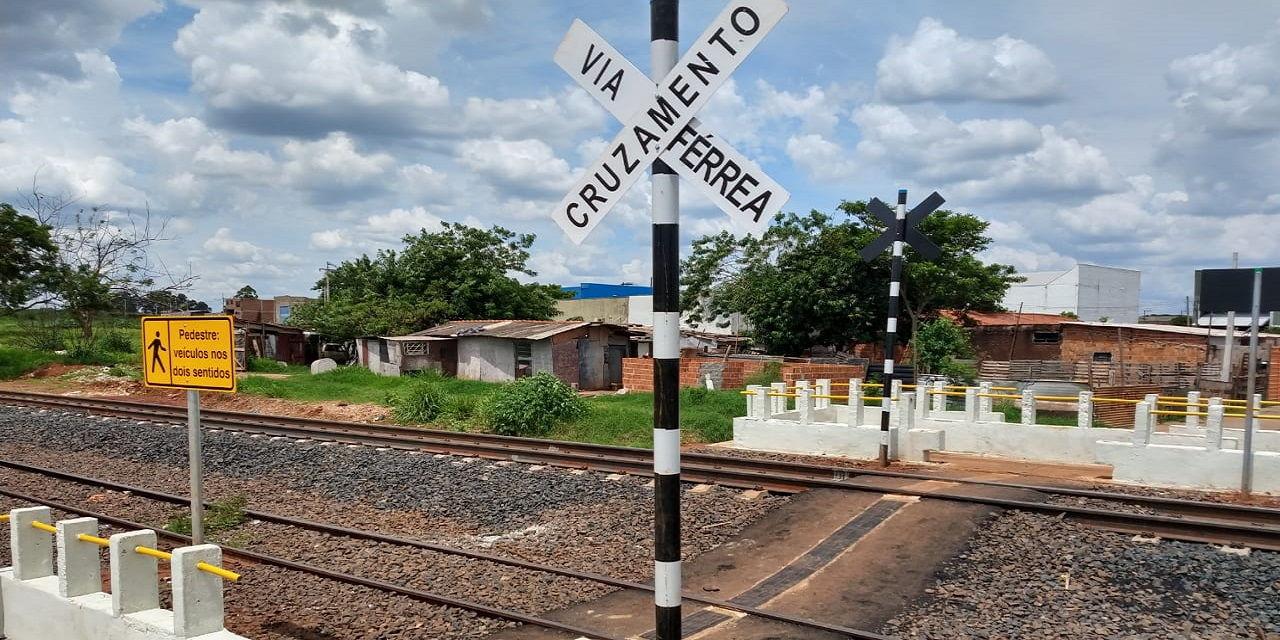 VIA FÉRREA
CRUZAMENTO
Pedestre:
veículos nos
dois sentidos